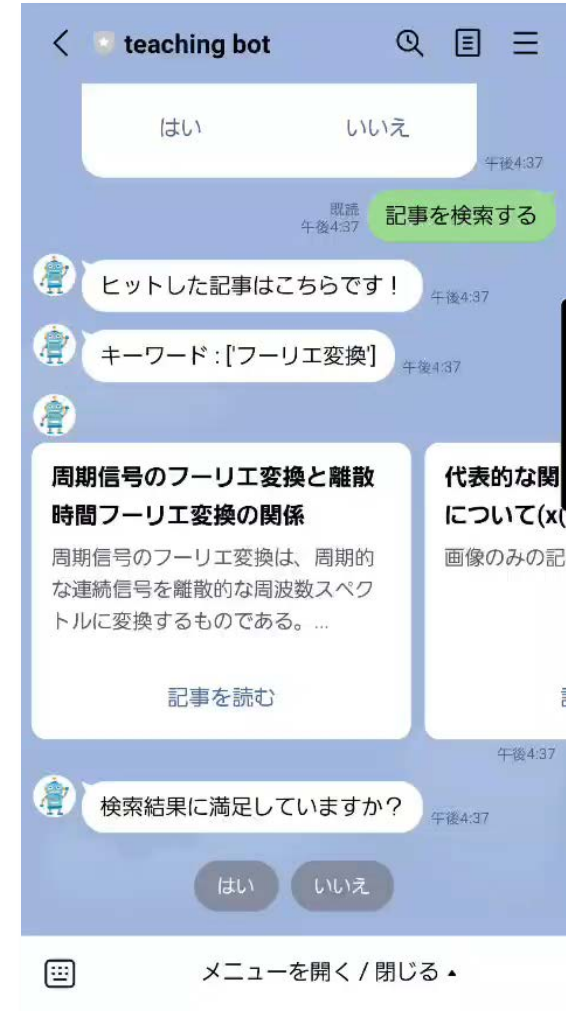 teaching bot
はい
いいえ
午後4:37
既読
午後4:37
記事を検索する
ヒットした記事はこちらです！
午後4:37
キーワード : ['フーリエ変換']
午後4:37
周期信号のフーリエ変換と離散
時間フーリエ変換の関係
周期信号のフーリエ変換は、周期的
な連続信号を離散的な周波数スペク
トルに変換するものである。...
記事を読む
代表的な関
について(x(
画像のみの記
午後4:37
検索結果に満足していますか？
午後4:37
はい
いいえ
メニューを開く / 閉じる